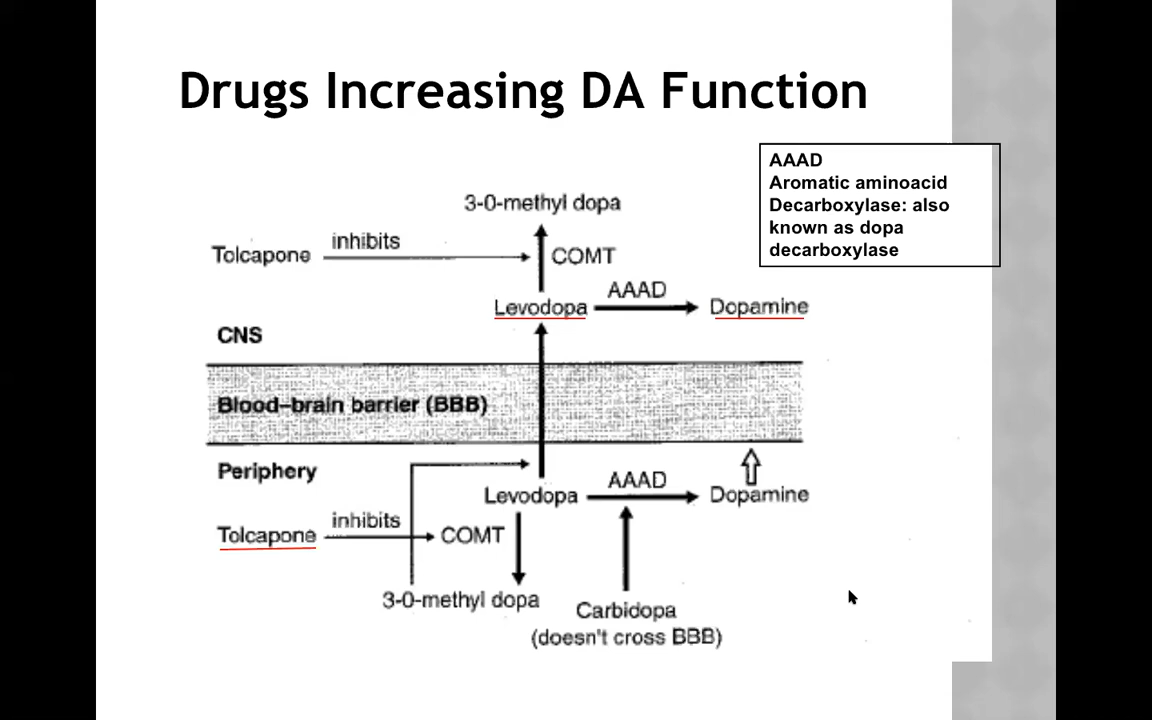 Drugs Increasing DA Function
AAAD
Aromatic aminoacid
Decarboxylase: also
known as dopa
decarboxylase
3-0-methyl dopa
Tolcapone
inhibits
COMT
Levodopa
AAAD
Dopamine
CNS
Blood–brain barrier (BBB)
Periphery
Levodopa
AAAD
Dopamine
Tolcapone
inhibits
COMT
3-0-methyl dopa
Carbidopa
(doesn't cross BBB)